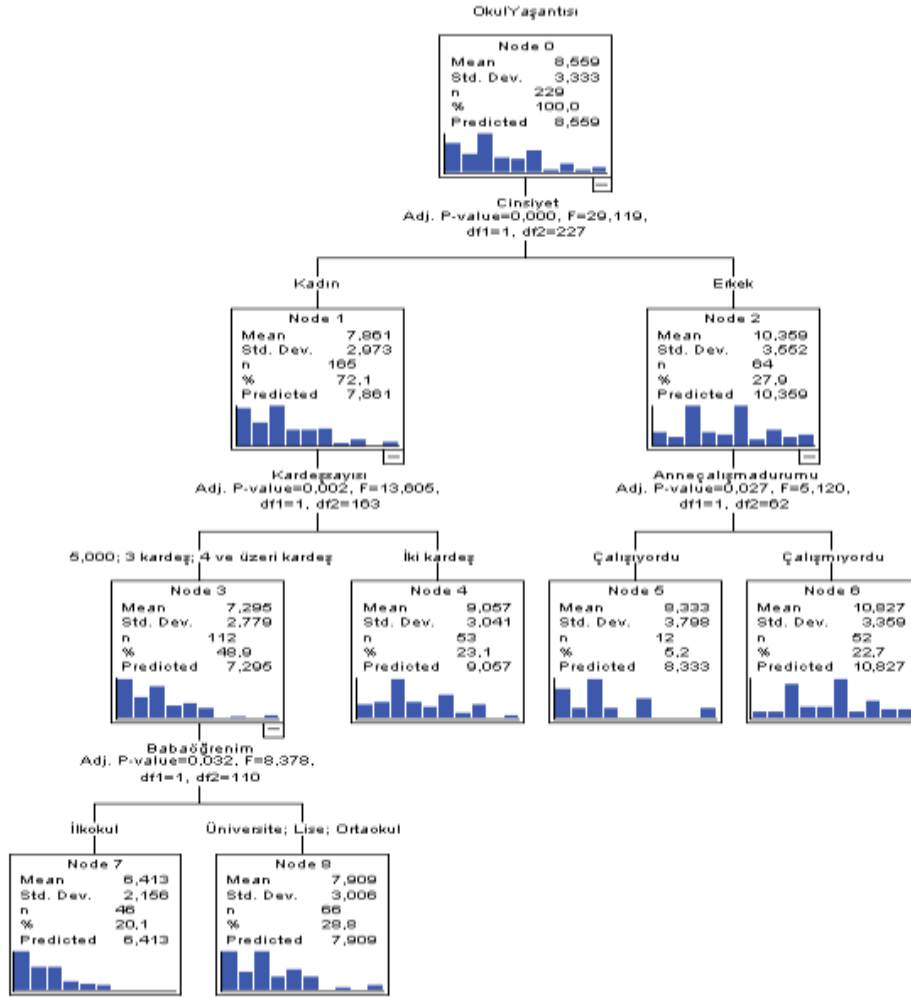 OkulYaşantısı
Node 0
Mean 8,559
Std. Dev. 3,333
n 229
% 100,0
Predicted 8,559
Cinsiyet
Adj. P-value=0,000, F=29,119,
df1=1, df2=227
Kadın
Erkek
Node 1
Mean 7,861
Std. Dev. 2,973
n 165
% 72,1
Predicted 7,861
Node 2
Mean 10,359
Std. Dev. 3,552
n 64
% 27,9
Predicted 10,359
Kardeşsayısı
Adj. P-value=0,002, F=13,605,
df1=1, df2=163
Anneçalışmadurumu
Adj. P-value=0,027, F=5,120,
df1=1, df2=62
5,000; 3 kardeş; 4 ve üzeri kardeş
İki kardeş
Çalışıyordu
Çalışmıyordu
Node 3
Mean 7,295
Std. Dev. 2,779
n 112
% 48,9
Predicted 7,295
Node 4
Mean 9,057
Std. Dev. 3,041
n 53
% 23,1
Predicted 9,057
Node 5
Mean 8,333
Std. Dev. 3,798
n 12
% 5,2
Predicted 8,333
Node 6
Mean 10,827
Std. Dev. 3,359
n 52
% 22,7
Predicted 10,827
Babaöğrenim
Adj. P-value=0,032, F=8,378,
df1=1, df2=110
İlkokul
Üniversite; Lise; Ortaokul
Node 7
Mean 6,413
Std. Dev. 2,156
n 46
% 20,1
Predicted 6,413
Node 8
Mean 7,909
Std. Dev. 3,006
n 66
% 28,8
Predicted 7,909